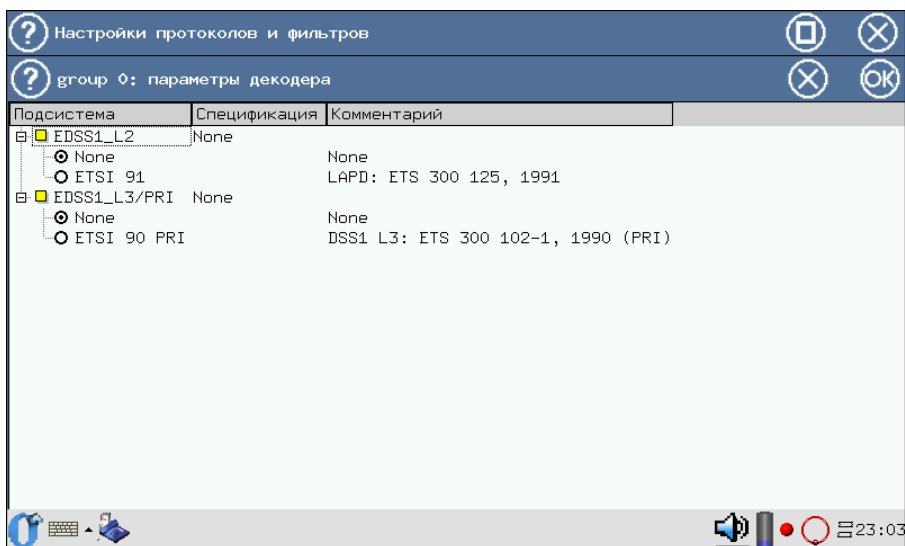 Настройки протоколов и фильтров
group 0: параметры декодера
OK
Подсистема Спецификация Комментарий
EDSS1_L2 None
None None
ETSI 91 LAPD: ETS 300 125, 1991
EDSS1_L3/PRI None
None None
ETSI 90 PRI DSS1 L3: ETS 300 102-1, 1990 (PRI)
23:03